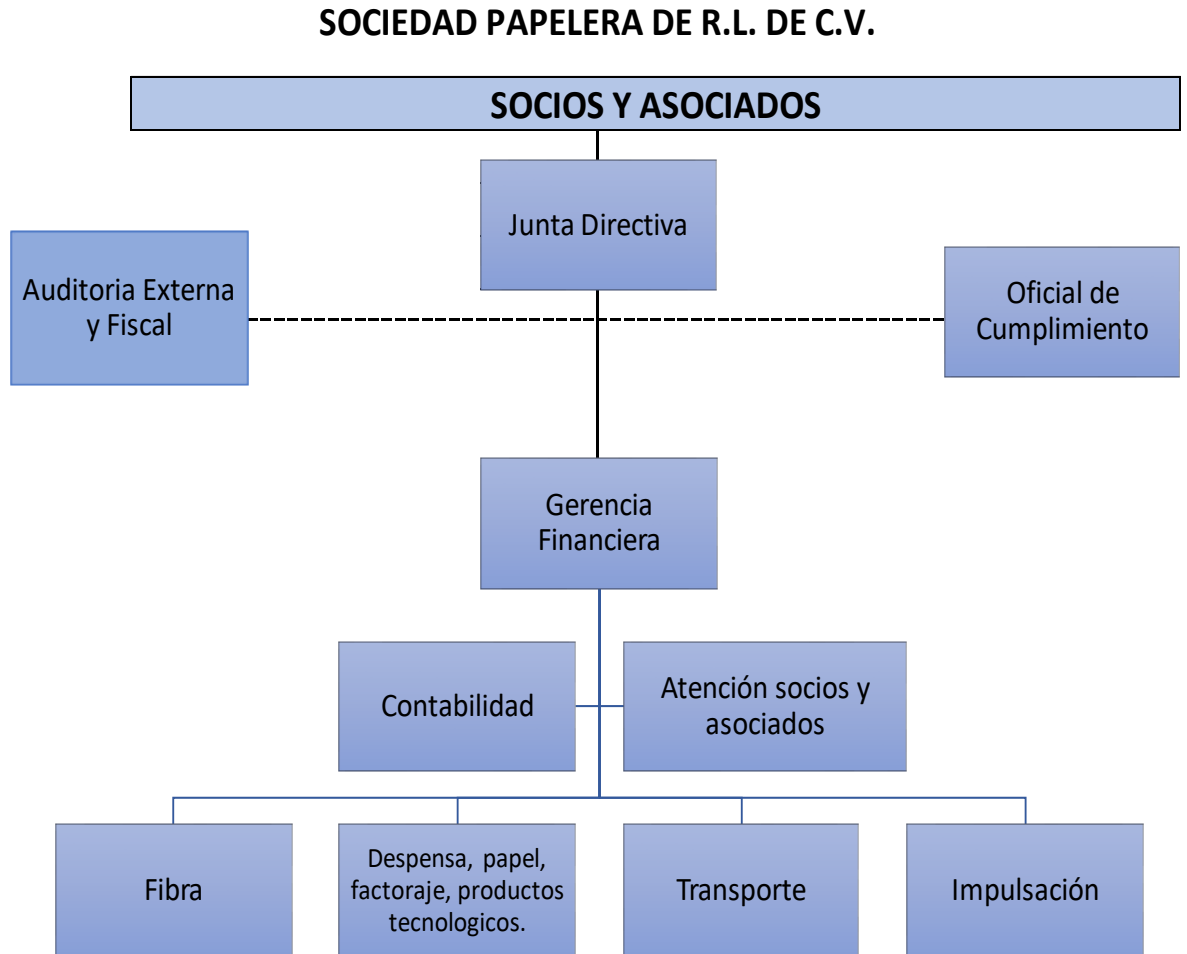 SOCIEDAD PAPELERA DE R.L. DE C.V.
SOCIOS Y ASOCIADOS
Junta Directiva
Auditoria Externa
y Fiscal
Oficial de
Cumplimiento
Gerencia
Financiera
Contabilidad
Atención socios y
asociados
Fibra
Despensa, papel,
factoraje, productos
tecnologicos.
Transporte
Impulsación